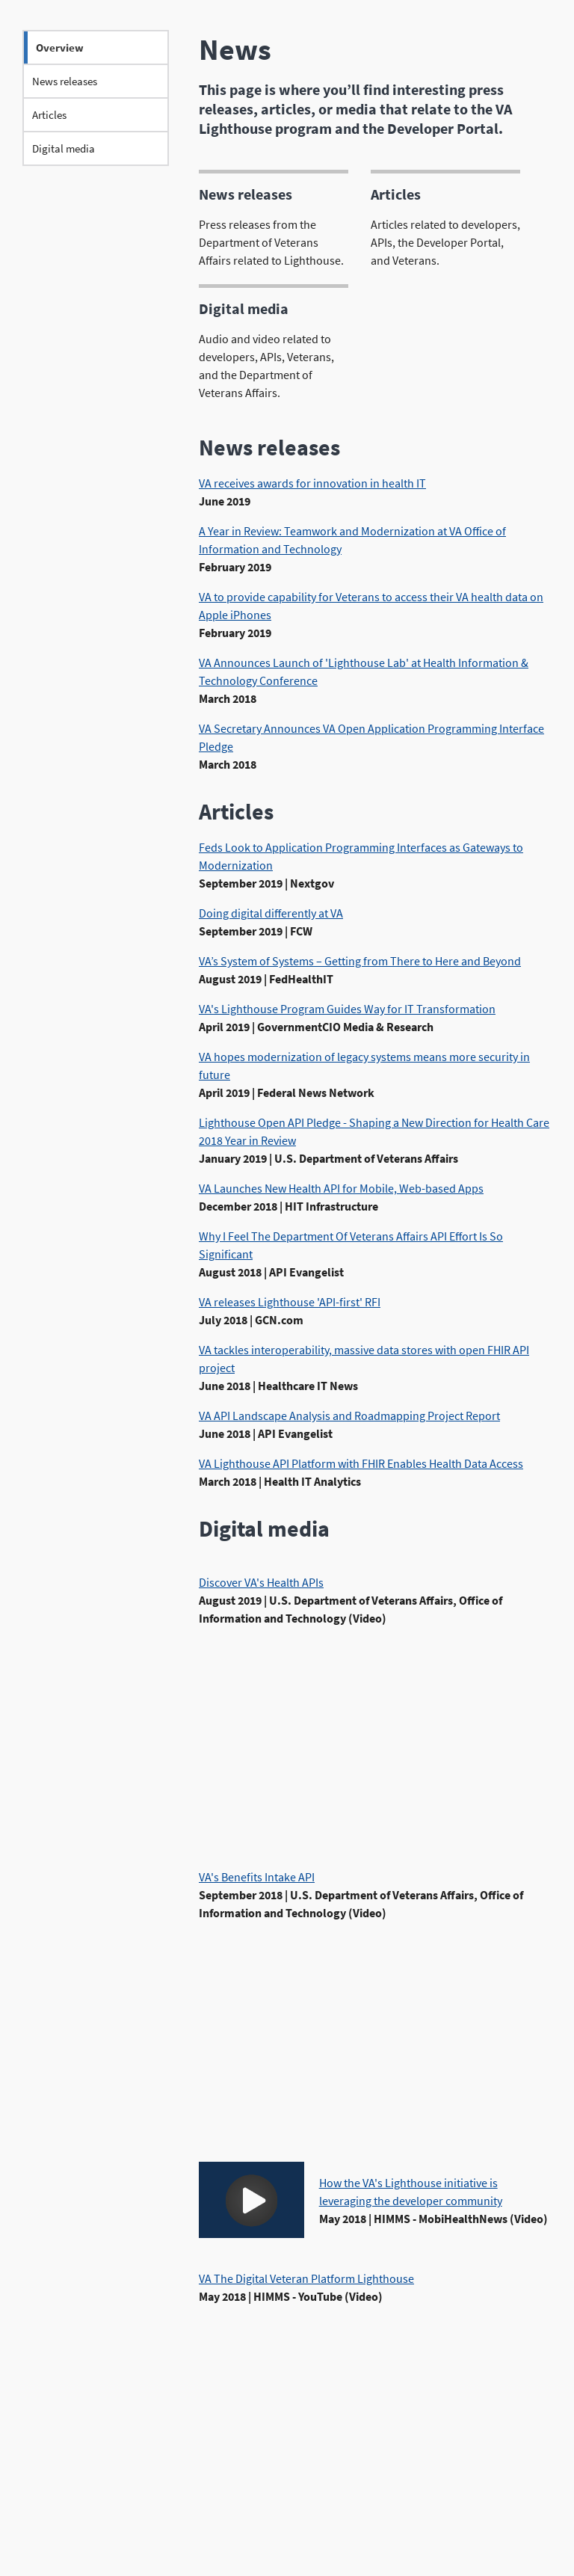 Overview
News releases
Articles
Digital media
News
This page is where you’ll find interesting press
releases, articles, or media that relate to the VA
Lighthouse program and the Developer Portal.
News releases
Press releases from the
Department of Veterans
Affairs related to Lighthouse.
Articles
Articles related to developers,
APIs, the Developer Portal,
and Veterans.
Digital media
Audio and video related to
developers, APIs, Veterans,
and the Department of
Veterans Affairs.
News releases
VA receives awards for innovation in health IT
June 2019
A Year in Review: Teamwork and Modernization at VA Office of
Information and Technology
February 2019
VA to provide capability for Veterans to access their VA health data on
Apple iPhones
February 2019
VA Announces Launch of 'Lighthouse Lab' at Health Information &
Technology Conference
March 2018
VA Secretary Announces VA Open Application Programming Interface
Pledge
March 2018
Articles
Feds Look to Application Programming Interfaces as Gateways to
Modernization
September 2019 | Nextgov
Doing digital differently at VA
September 2019 | FCW
VA’s System of Systems – Getting from There to Here and Beyond
August 2019 | FedHealthIT
VA's Lighthouse Program Guides Way for IT Transformation
April 2019 | GovernmentCIO Media & Research
VA hopes modernization of legacy systems means more security in
future
April 2019 | Federal News Network
Lighthouse Open API Pledge - Shaping a New Direction for Health Care
2018 Year in Review
January 2019 | U.S. Department of Veterans Affairs
VA Launches New Health API for Mobile, Web-based Apps
December 2018 | HIT Infrastructure
Why I Feel The Department Of Veterans Affairs API Effort Is So
Significant
August 2018 | API Evangelist
VA releases Lighthouse 'API-first' RFI
July 2018 | GCN.com
VA tackles interoperability, massive data stores with open FHIR API
project
June 2018 | Healthcare IT News
VA API Landscape Analysis and Roadmapping Project Report
June 2018 | API Evangelist
VA Lighthouse API Platform with FHIR Enables Health Data Access
March 2018 | Health IT Analytics
Digital media
Discover VA's Health APIs
August 2019 | U.S. Department of Veterans Affairs, Office of
Information and Technology (Video)
VA's Benefits Intake API
September 2018 | U.S. Department of Veterans Affairs, Office of
Information and Technology (Video)
How the VA's Lighthouse initiative is
leveraging the developer community
May 2018 | HIMMS - MobiHealthNews (Video)
VA The Digital Veteran Platform Lighthouse
May 2018 | HIMMS - YouTube (Video)